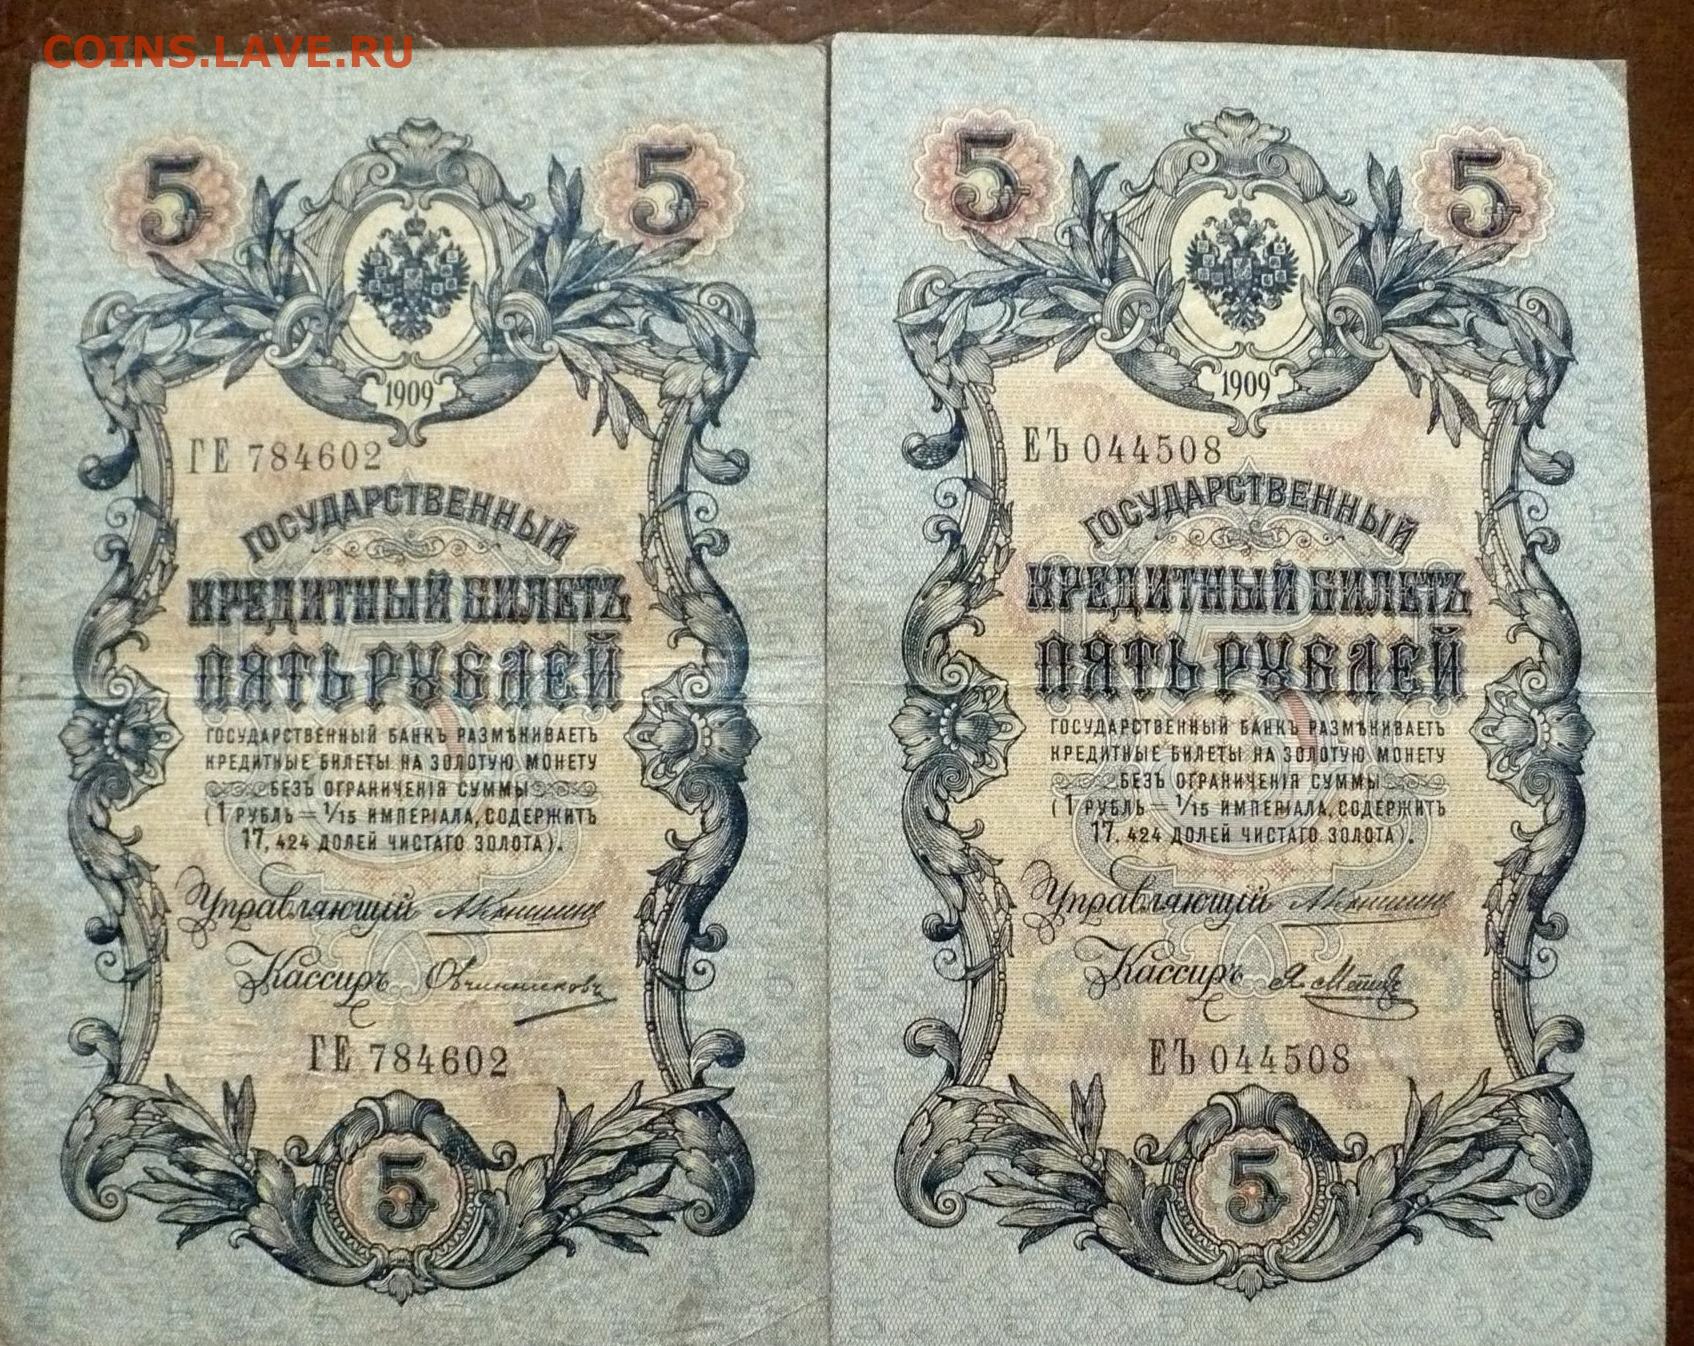 COINS.LAVE.RU
5 5
1909
ГЕ 784602
ГОСУДАРСТВЕННЫЙ
КРЕДИТНЫЙ БИЛЕТЪ
ПЯТЬ РУБЛЕЙ
ГОСУДАРСТВЕННЫЙ БАНКЪ РАЗМѢНИВАЕТЪ
КРЕДИТНЫЕ БИЛЕТЫ НА ЗОЛОТУЮ МОНЕТУ
БЕЗЪ ОГРАНИЧЕНІЯ СУММЫ
(1 РУБЛЬ = 1/15 ИМПЕРІАЛА, СОДЕРЖИТЪ
17, 424 ДОЛЕЙ ЧИСТАГО ЗОЛОТА).
Управляющій АКоншинъ
Кассиръ Овчинниковъ
ГЕ 784602
5
5 5
1909
ЕЪ 044508
ГОСУДАРСТВЕННЫЙ
КРЕДИТНЫЙ БИЛЕТЪ
ПЯТЬ РУБЛЕЙ
ГОСУДАРСТВЕННЫЙ БАНКЪ РАЗМѢНИВАЕТЪ
КРЕДИТНЫЕ БИЛЕТЫ НА ЗОЛОТУЮ МОНЕТУ
БЕЗЪ ОГРАНИЧЕНІЯ СУММЫ
(1 РУБЛЬ = 1/15 ИМПЕРІАЛА, СОДЕРЖИТЪ
17, 424 ДОЛЕЙ ЧИСТАГО ЗОЛОТА).
Управляющій АКоншинъ
Кассиръ Я. Метцъ
ЕЪ 044508
5